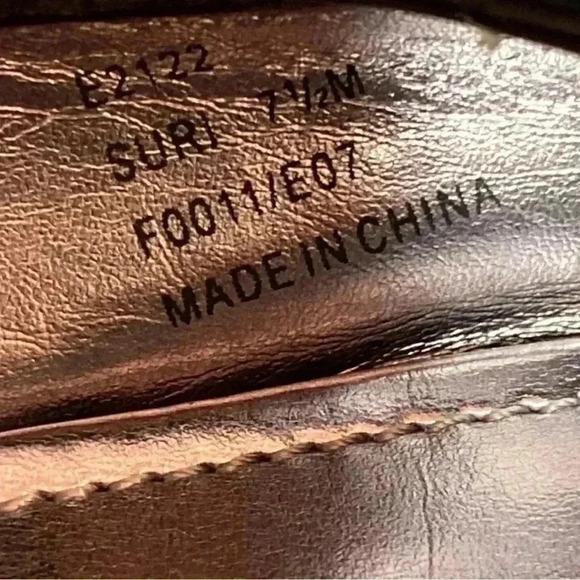 E2122
SURI 7½M
F0011/E07
MADE IN CHINA